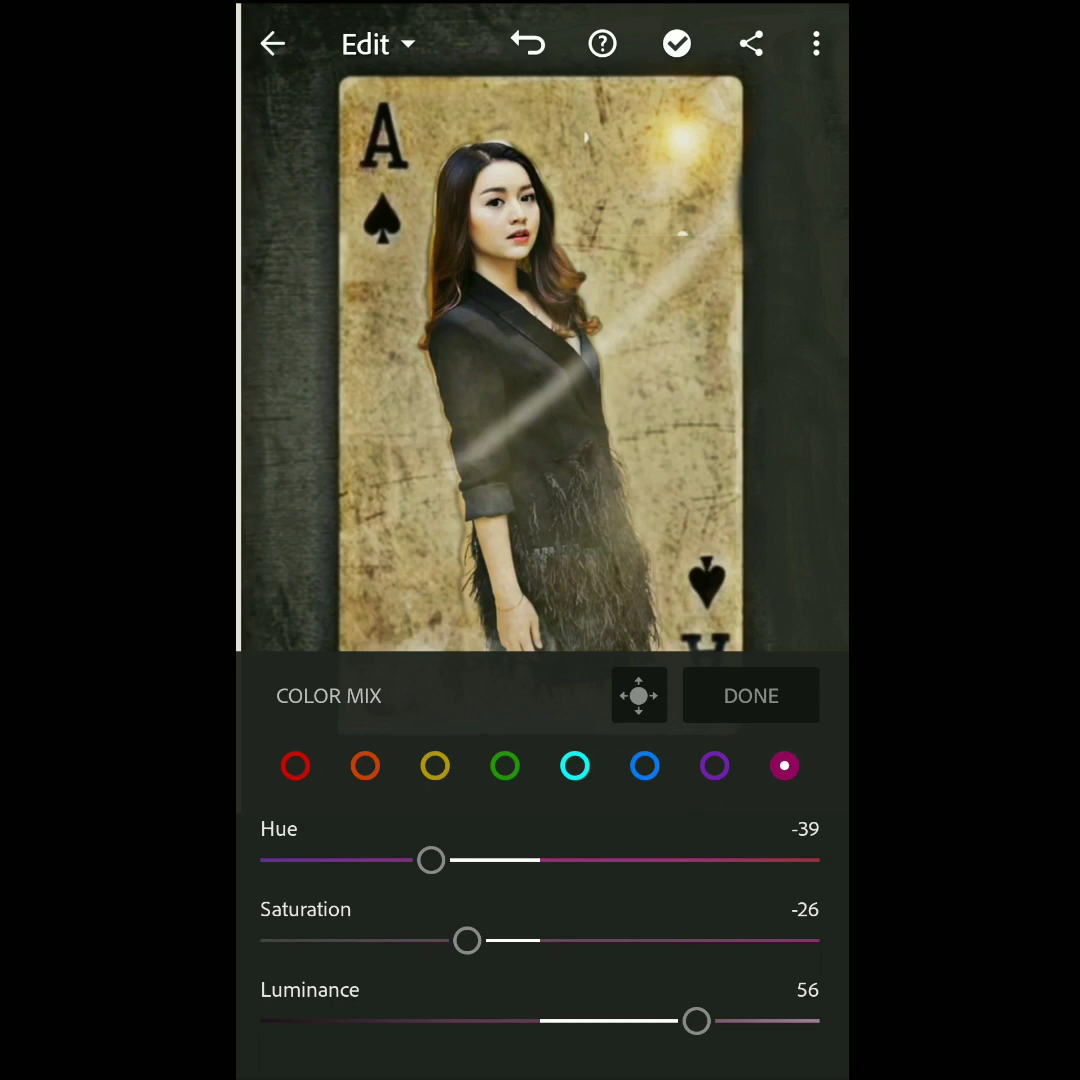 Edit
A
COLOR MIX
DONE
Hue
-39
Saturation
-26
Luminance
56
A